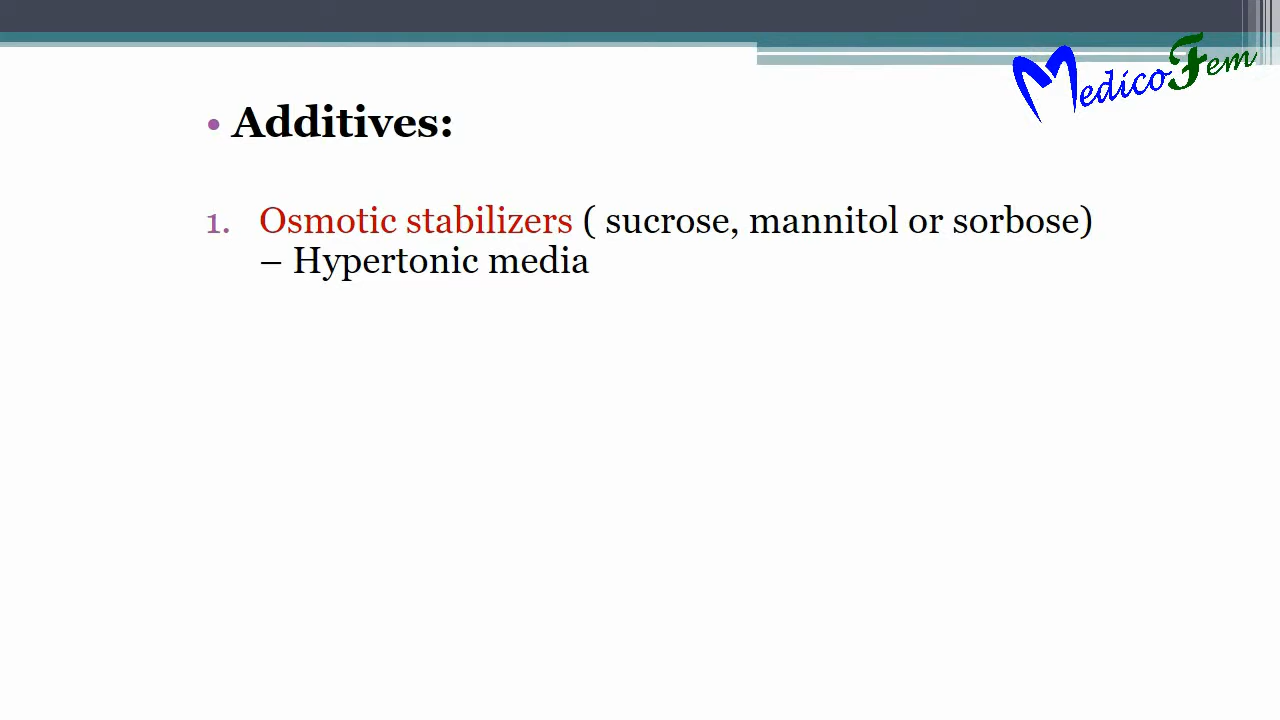 MedicoFem
• Additives:
1. Osmotic stabilizers ( sucrose, mannitol or sorbose)
– Hypertonic media